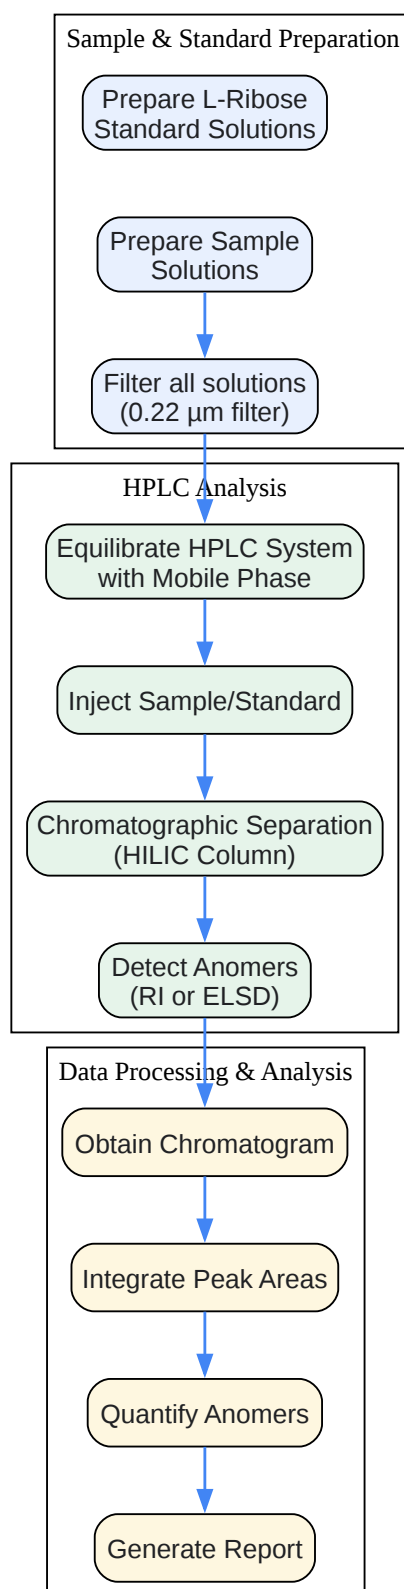 Sample & Standard Preparation
Prepare L-Ribose
Standard Solutions
Prepare Sample
Solutions
Filter all solutions
(0.22 µm filter)
HPLC Analysis
Equilibrate HPLC System
with Mobile Phase
Inject Sample/Standard
Chromatographic Separation
(HILIC Column)
Detect Anomers
(RI or ELSD)
Data Processing & Analysis
Obtain Chromatogram
Integrate Peak Areas
Quantify Anomers
Generate Report